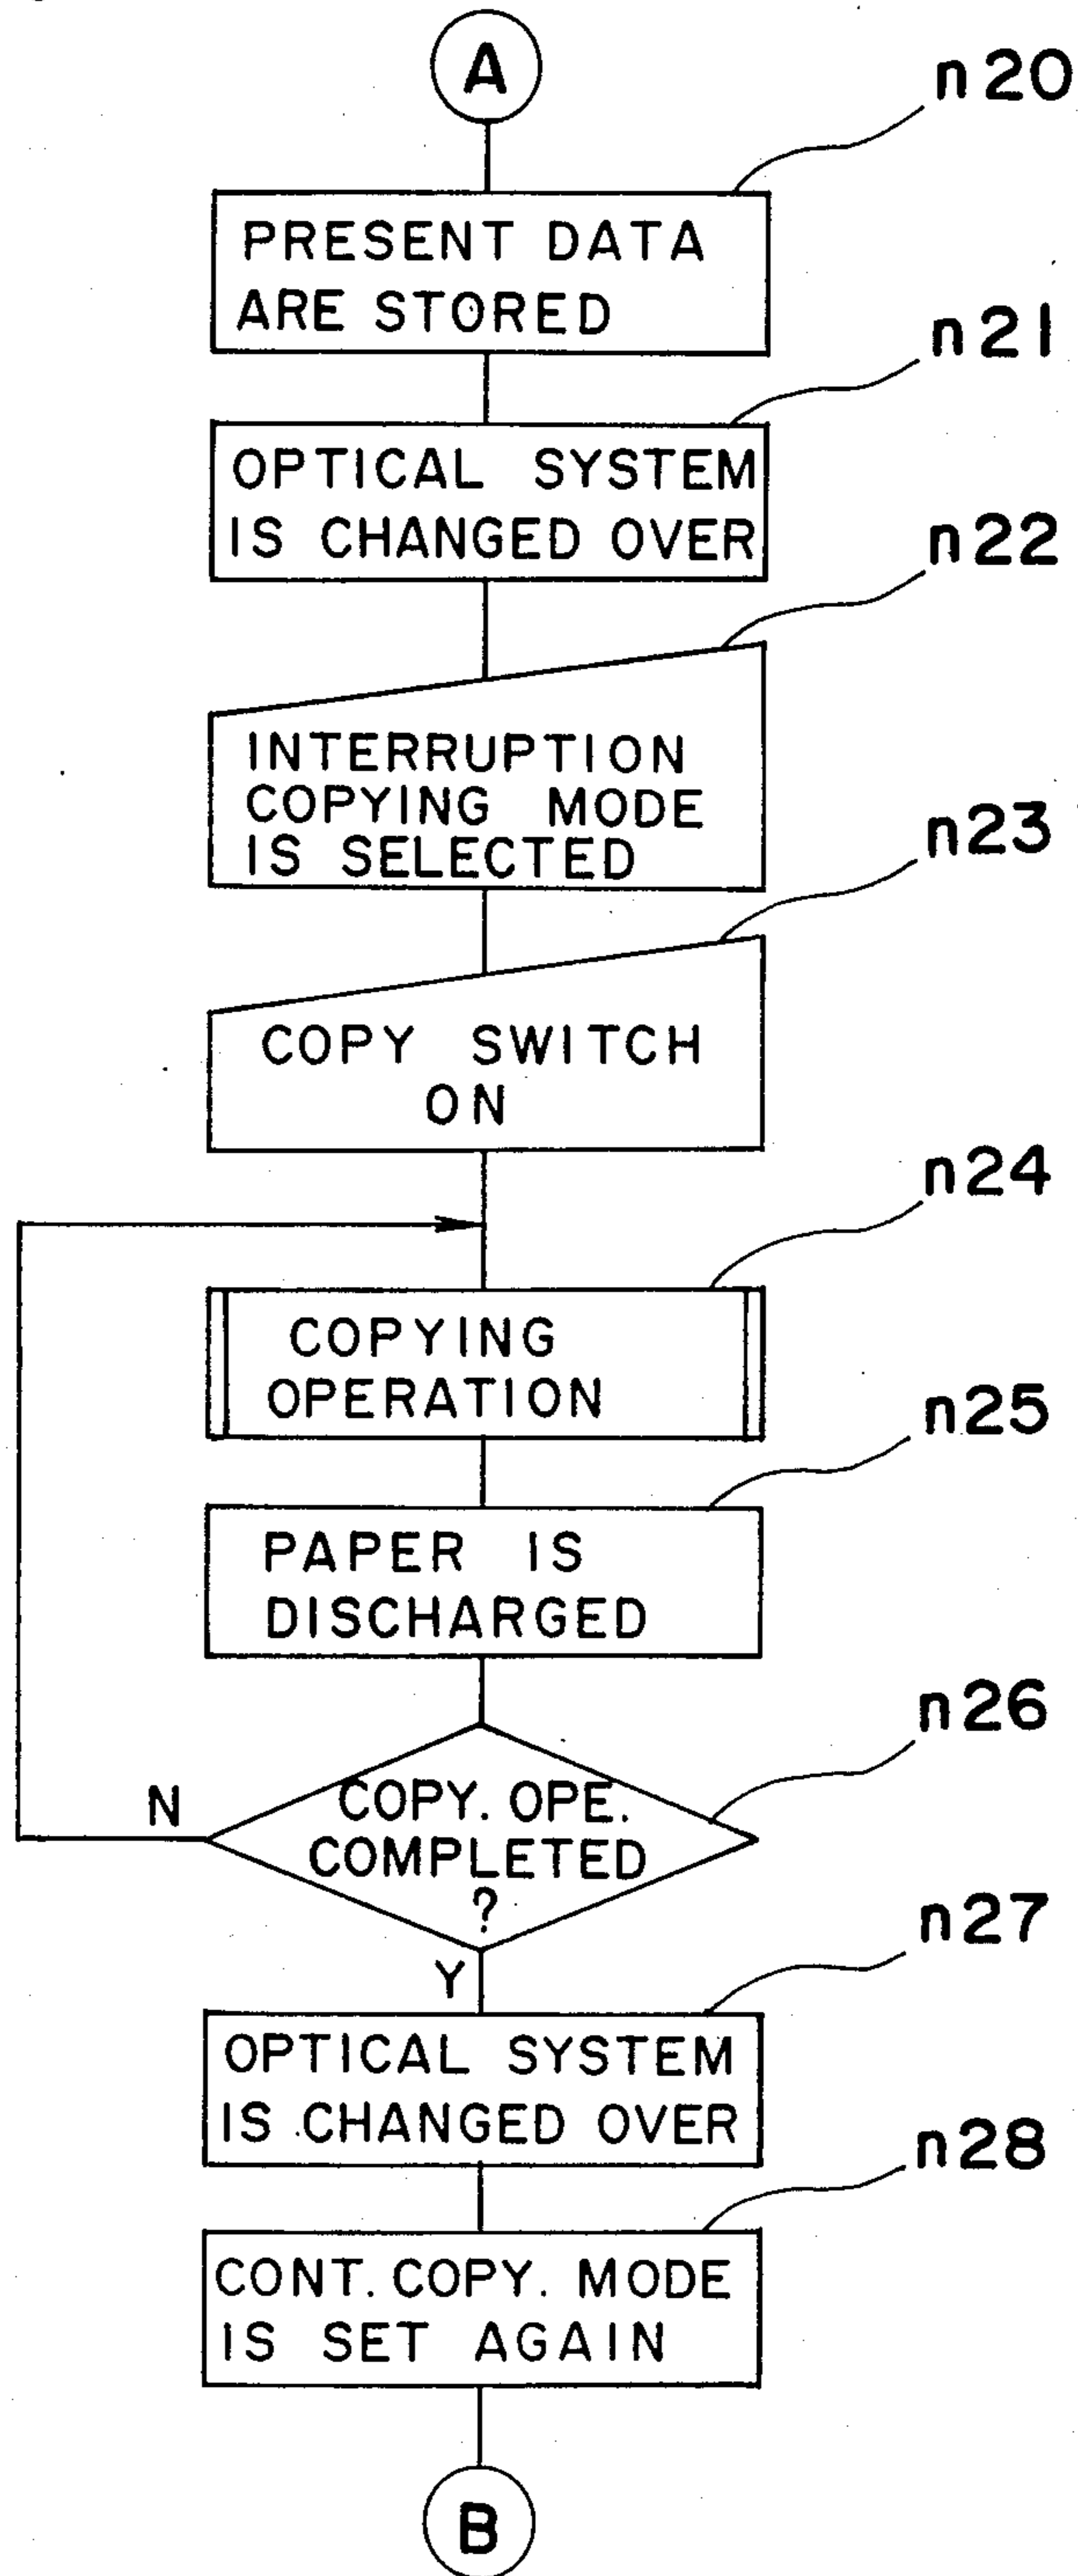 A
n20
PRESENT DATA
ARE STORED
n21
OPTICAL SYSTEM
IS CHANGED OVER
n22
INTERRUPTION
COPYING MODE
IS SELECTED
n23
COPY SWITCH
ON
n24
COPYING
OPERATION
n25
PAPER IS
DISCHARGED
n26
COPY. OPE.
COMPLETED
?
N
Y
n27
OPTICAL SYSTEM
IS CHANGED OVER
n28
CONT. COPY. MODE
IS SET AGAIN
B